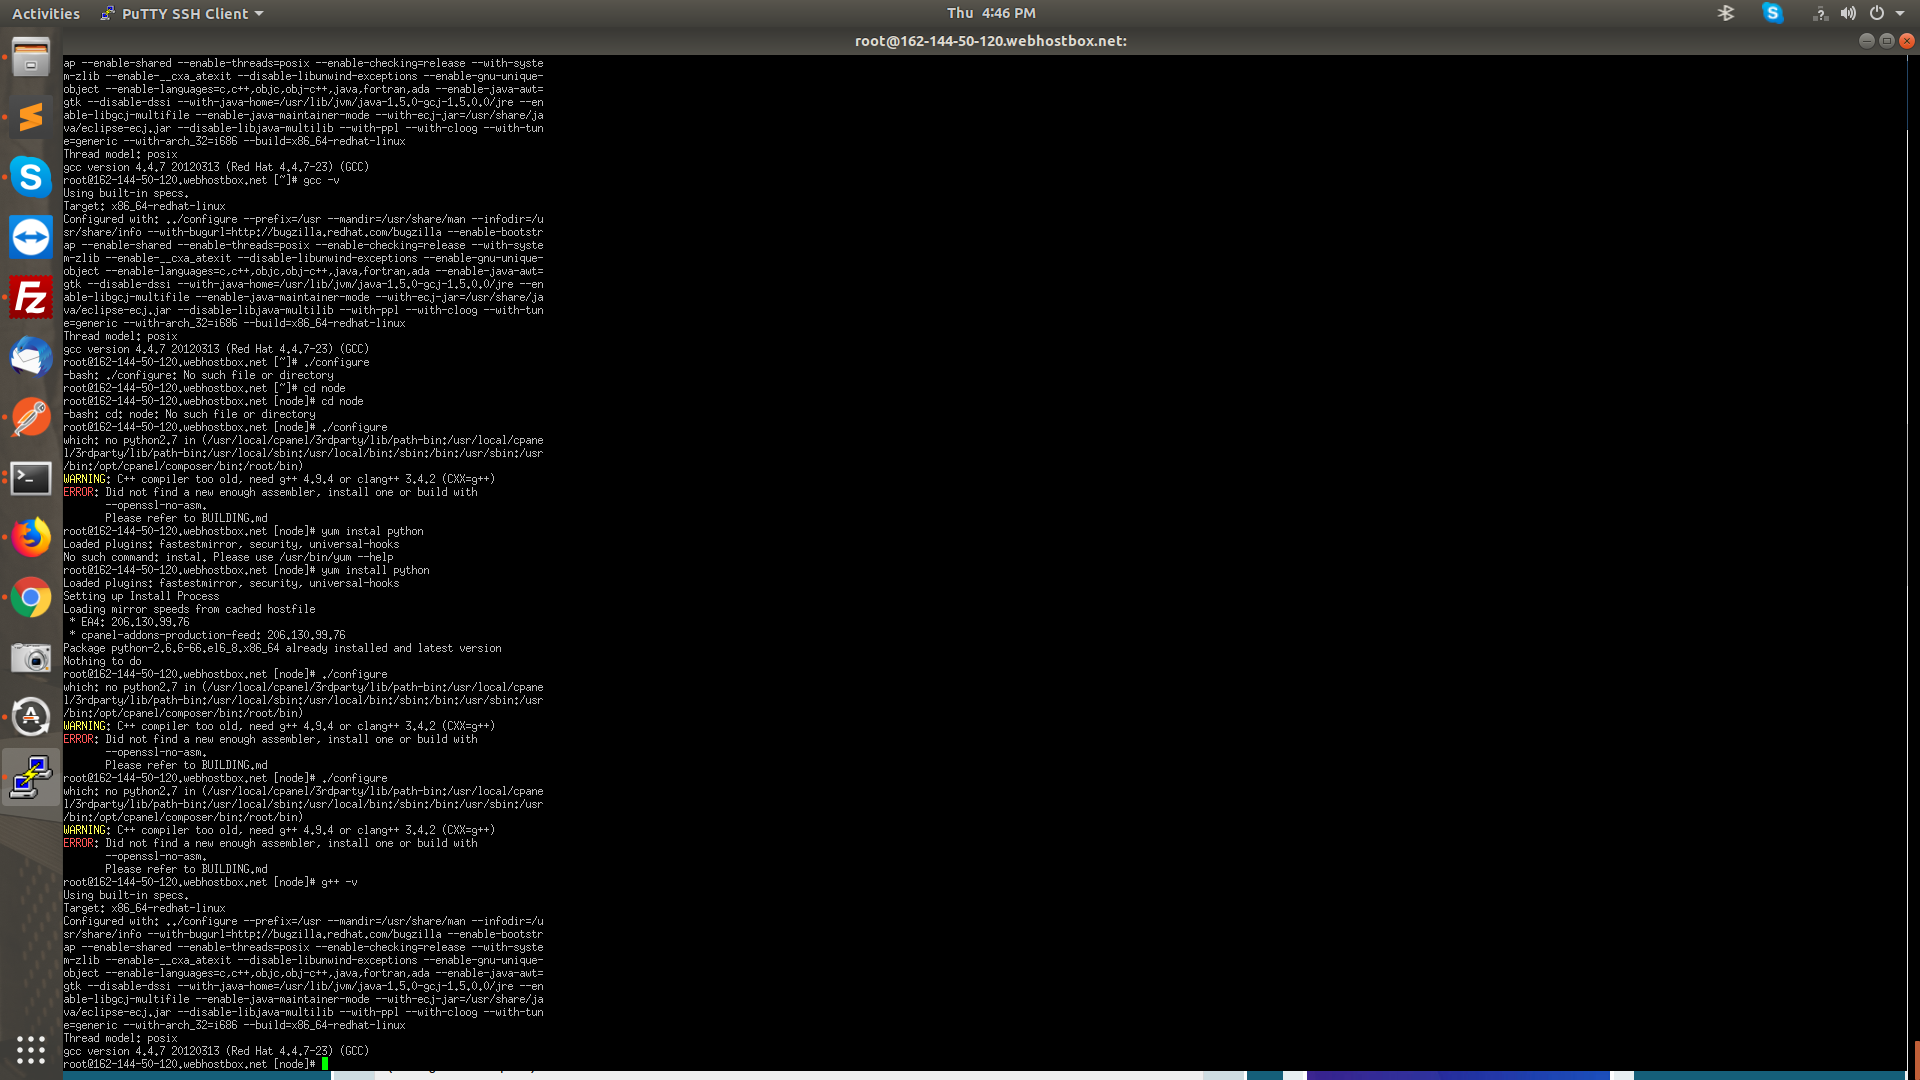 Activities PuTTY SSH Client Thu 4:46 PM
root@162-144-50-120.webhostbox.net:
ap --enable-shared --enable-threads=posix --enable-checking=release --with-syste
m-zlib --enable-__cxa_atexit --disable-libunwind-exceptions --enable-gnu-unique-
object --enable-languages=c,c++,objc,obj-c++,java,fortran,ada --enable-java-awt=
gtk --disable-dssi --with-java-home=/usr/lib/jvm/java-1.5.0-gcj-1.5.0.0/jre --en
able-libgcj-multifile --enable-java-maintainer-mode --with-ecj-jar=/usr/share/ja
va/eclipse-ecj.jar --disable-libjava-multilib --with-ppl --with-cloog --with-tun
e=generic --with-arch_32=i686 --build=x86_64-redhat-linux
Thread model: posix
gcc version 4.4.7 20120313 (Red Hat 4.4.7-23) (GCC)
root@162-144-50-120.webhostbox.net [~]# gcc -v
Using built-in specs.
Target: x86_64-redhat-linux
Configured with: ../configure --prefix=/usr --mandir=/usr/share/man --infodir=/u
sr/share/info --with-bugurl=http://bugzilla.redhat.com/bugzilla --enable-bootstr
ap --enable-shared --enable-threads=posix --enable-checking=release --with-syste
m-zlib --enable-__cxa_atexit --disable-libunwind-exceptions --enable-gnu-unique-
object --enable-languages=c,c++,objc,obj-c++,java,fortran,ada --enable-java-awt=
gtk --disable-dssi --with-java-home=/usr/lib/jvm/java-1.5.0-gcj-1.5.0.0/jre --en
able-libgcj-multifile --enable-java-maintainer-mode --with-ecj-jar=/usr/share/ja
va/eclipse-ecj.jar --disable-libjava-multilib --with-ppl --with-cloog --with-tun
e=generic --with-arch_32=i686 --build=x86_64-redhat-linux
Thread model: posix
gcc version 4.4.7 20120313 (Red Hat 4.4.7-23) (GCC)
root@162-144-50-120.webhostbox.net [~]# ./configure
-bash: ./configure: No such file or directory
root@162-144-50-120.webhostbox.net [~]# cd node
root@162-144-50-120.webhostbox.net [node]# cd node
-bash: cd: node: No such file or directory
root@162-144-50-120.webhostbox.net [node]# ./configure
which: no python2.7 in (/usr/local/cpanel/3rdparty/lib/path-bin:/usr/local/cpane
l/3rdparty/lib/path-bin:/usr/local/sbin:/usr/local/bin:/sbin:/bin:/usr/sbin:/usr
/bin:/opt/cpanel/composer/bin:/root/bin)
WARNING: C++ compiler too old, need g++ 4.9.4 or clang++ 3.4.2 (CXX=g++)
ERROR: Did not find a new enough assembler, install one or build with
--openssl-no-asm.
Please refer to BUILDING.md
root@162-144-50-120.webhostbox.net [node]# yum instal python
Loaded plugins: fastestmirror, security, universal-hooks
No such command: instal. Please use /usr/bin/yum --help
root@162-144-50-120.webhostbox.net [node]# yum install python
Loaded plugins: fastestmirror, security, universal-hooks
Setting up Install Process
Loading mirror speeds from cached hostfile
* EA4: 206.130.99.76
* cpanel-addons-production-feed: 206.130.99.76
Package python-2.6.6-66.el6_8.x86_64 already installed and latest version
Nothing to do
root@162-144-50-120.webhostbox.net [node]# ./configure
which: no python2.7 in (/usr/local/cpanel/3rdparty/lib/path-bin:/usr/local/cpane
l/3rdparty/lib/path-bin:/usr/local/sbin:/usr/local/bin:/sbin:/bin:/usr/sbin:/usr
/bin:/opt/cpanel/composer/bin:/root/bin)
WARNING: C++ compiler too old, need g++ 4.9.4 or clang++ 3.4.2 (CXX=g++)
ERROR: Did not find a new enough assembler, install one or build with
--openssl-no-asm.
Please refer to BUILDING.md
root@162-144-50-120.webhostbox.net [node]# ./configure
which: no python2.7 in (/usr/local/cpanel/3rdparty/lib/path-bin:/usr/local/cpane
l/3rdparty/lib/path-bin:/usr/local/sbin:/usr/local/bin:/sbin:/bin:/usr/sbin:/usr
/bin:/opt/cpanel/composer/bin:/root/bin)
WARNING: C++ compiler too old, need g++ 4.9.4 or clang++ 3.4.2 (CXX=g++)
ERROR: Did not find a new enough assembler, install one or build with
--openssl-no-asm.
Please refer to BUILDING.md
root@162-144-50-120.webhostbox.net [node]# g++ -v
Using built-in specs.
Target: x86_64-redhat-linux
Configured with: ../configure --prefix=/usr --mandir=/usr/share/man --infodir=/u
sr/share/info --with-bugurl=http://bugzilla.redhat.com/bugzilla --enable-bootstr
ap --enable-shared --enable-threads=posix --enable-checking=release --with-syste
m-zlib --enable-__cxa_atexit --disable-libunwind-exceptions --enable-gnu-unique-
object --enable-languages=c,c++,objc,obj-c++,java,fortran,ada --enable-java-awt=
gtk --disable-dssi --with-java-home=/usr/lib/jvm/java-1.5.0-gcj-1.5.0.0/jre --en
able-libgcj-multifile --enable-java-maintainer-mode --with-ecj-jar=/usr/share/ja
va/eclipse-ecj.jar --disable-libjava-multilib --with-ppl --with-cloog --with-tun
e=generic --with-arch_32=i686 --build=x86_64-redhat-linux
Thread model: posix
gcc version 4.4.7 20120313 (Red Hat 4.4.7-23) (GCC)
root@162-144-50-120.webhostbox.net [node]#